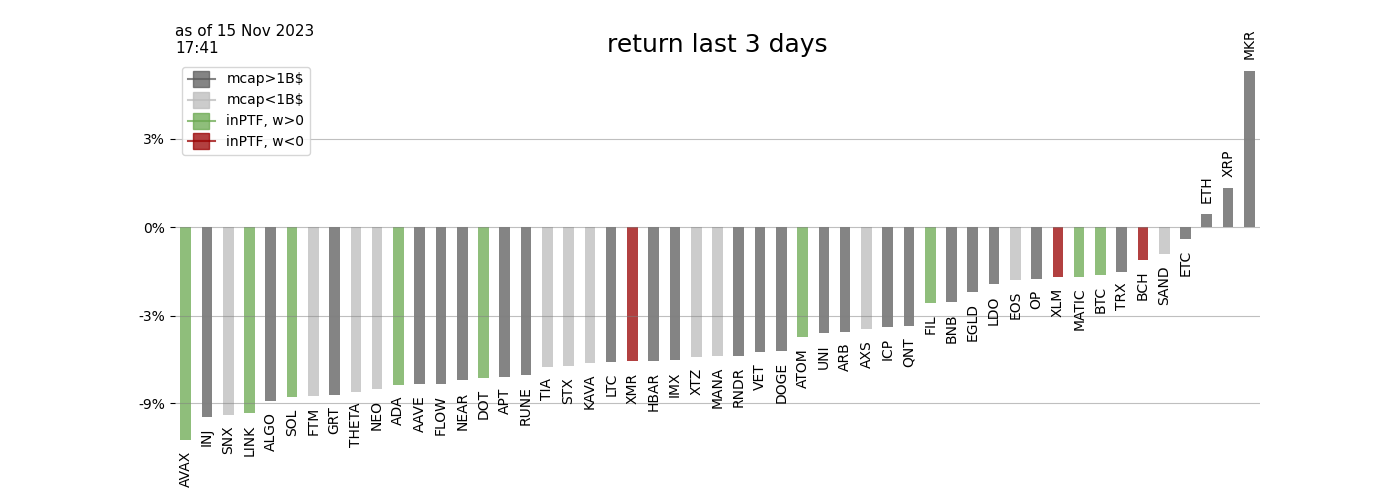 as of 15 Nov 2023
17:41
return last 3 days
mcap>1B$
mcap<1B$
inPTF, w>0
inPTF, w<0
3%
0%
-3%
-9%
AVAX
INJ
SNX
LINK
ALGO
SOL
FTM
GRT
THETA
NEO
ADA
AAVE
FLOW
NEAR
DOT
APT
RUNE
TIA
STX
KAVA
LTC
XMR
HBAR
IMX
XTZ
MANA
RNDR
VET
DOGE
ATOM
UNI
ARB
AXS
ICP
QNT
FIL
BNB
EGLD
LDO
EOS
OP
XLM
MATIC
BTC
TRX
BCH
SAND
ETC
ETH
XRP
MKR